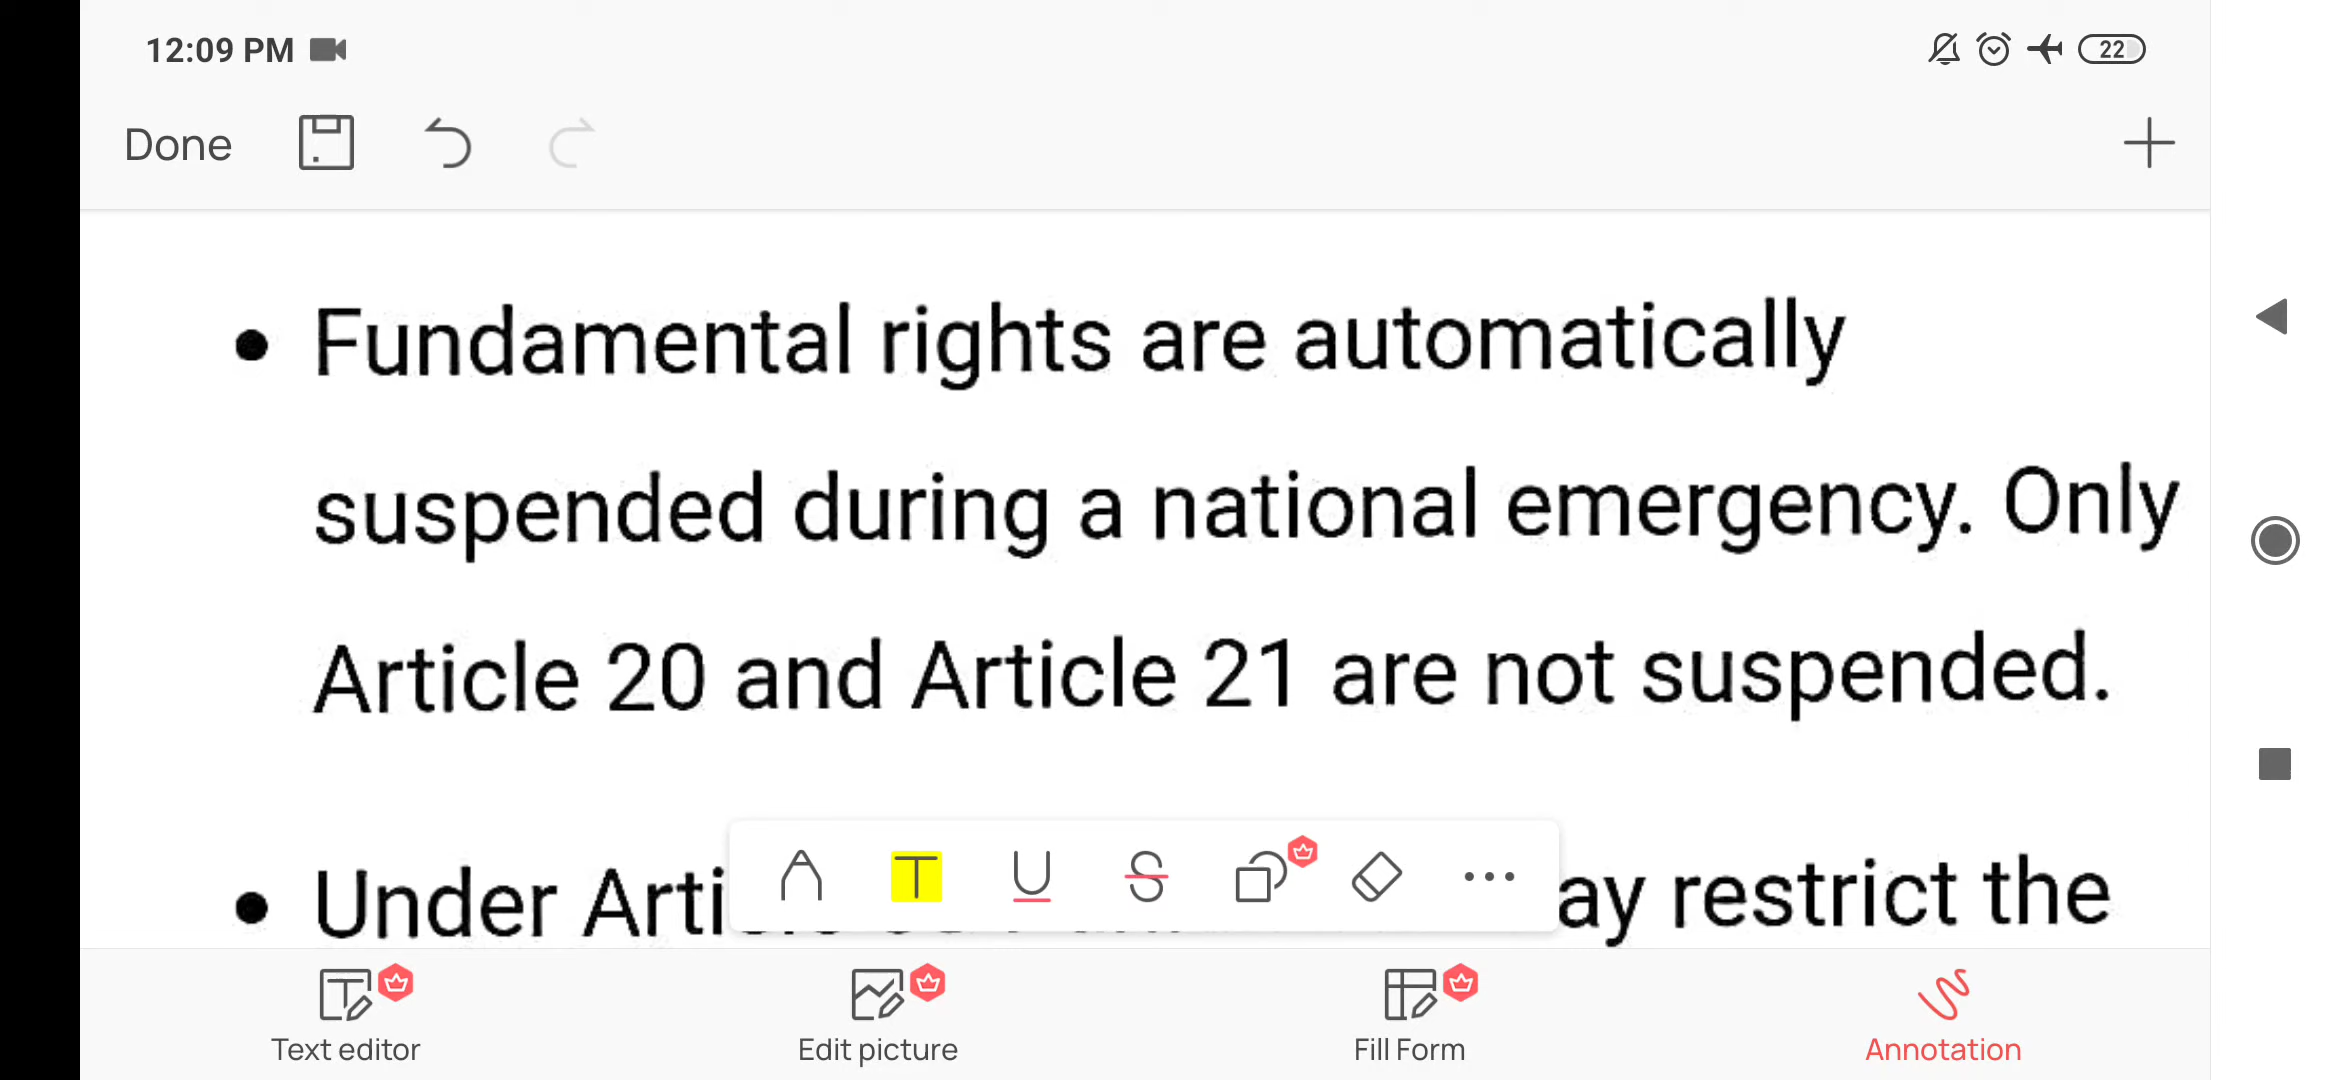 12:09 PM
22
Done
• Fundamental rights are automatically
suspended during a national emergency. Only
Article 20 and Article 21 are not suspended.
• Under Arti ay restrict the
T U S
Text editor
Edit picture
Fill Form
Annotation